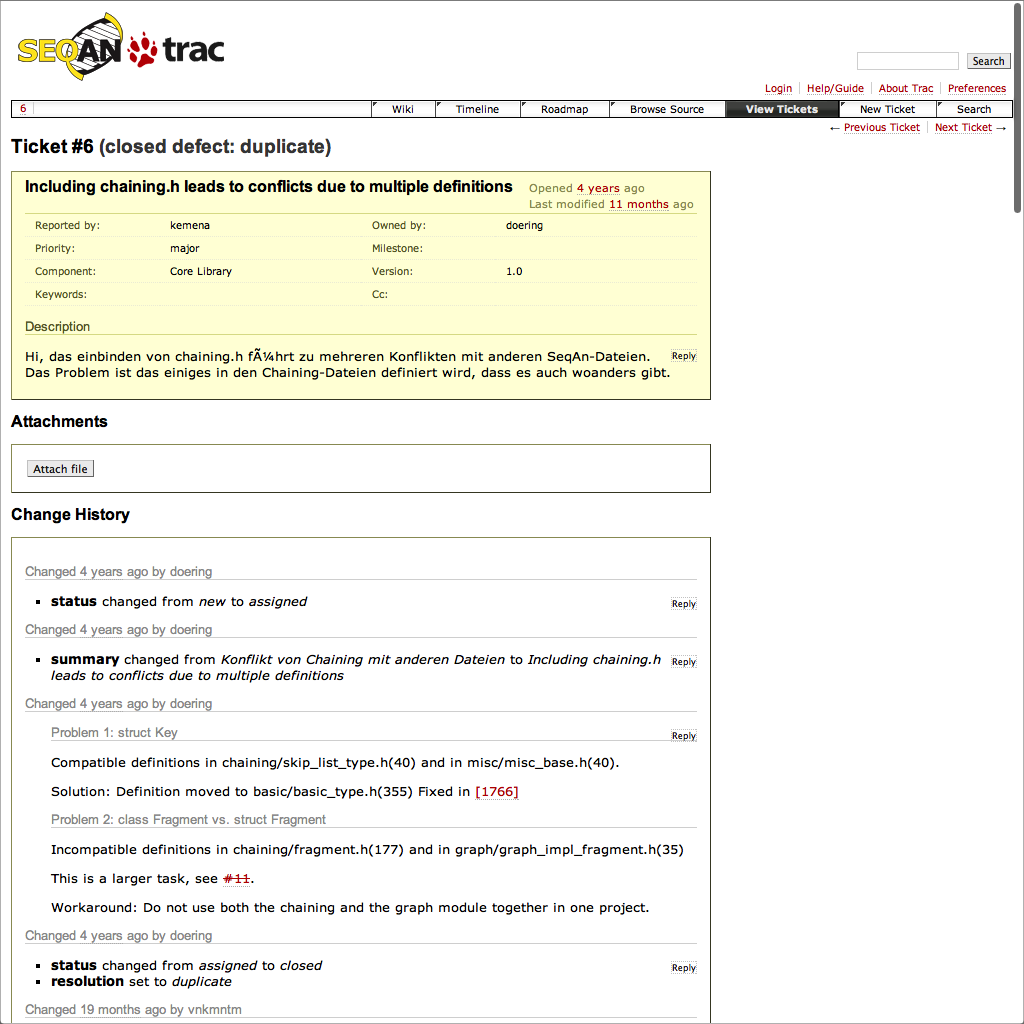 SEQAN trac
Search
Login Help/Guide About Trac Preferences
6 Wiki Timeline Roadmap Browse Source View Tickets New Ticket Search
← Previous Ticket Next Ticket →
Ticket #6 (closed defect: duplicate)
Including chaining.h leads to conflicts due to multiple definitions
Opened 4 years ago
Last modified 11 months ago
Reported by: kemena Owned by: doering
Priority: major Milestone:
Component: Core Library Version: 1.0
Keywords: Cc:
Description
Hi, das einbinden von chaining.h fÃ¼hrt zu mehreren Konflikten mit anderen SeqAn-Dateien. Reply
Das Problem ist das einiges in den Chaining-Dateien definiert wird, dass es auch woanders gibt.
Attachments
Attach file
Change History
Changed 4 years ago by doering
▪ status changed from new to assigned Reply
Changed 4 years ago by doering
▪ summary changed from Konflikt von Chaining mit anderen Dateien to Including chaining.h Reply
leads to conflicts due to multiple definitions
Changed 4 years ago by doering
Problem 1: struct Key Reply
Compatible definitions in chaining/skip_list_type.h(40) and in misc/misc_base.h(40).
Solution: Definition moved to basic/basic_type.h(355) Fixed in [1766]
Problem 2: class Fragment vs. struct Fragment
Incompatible definitions in chaining/fragment.h(177) and in graph/graph_impl_fragment.h(35)
This is a larger task, see #11.
Workaround: Do not use both the chaining and the graph module together in one project.
Changed 4 years ago by doering
▪ status changed from assigned to closed Reply
▪ resolution set to duplicate
Changed 19 months ago by vnkmntm